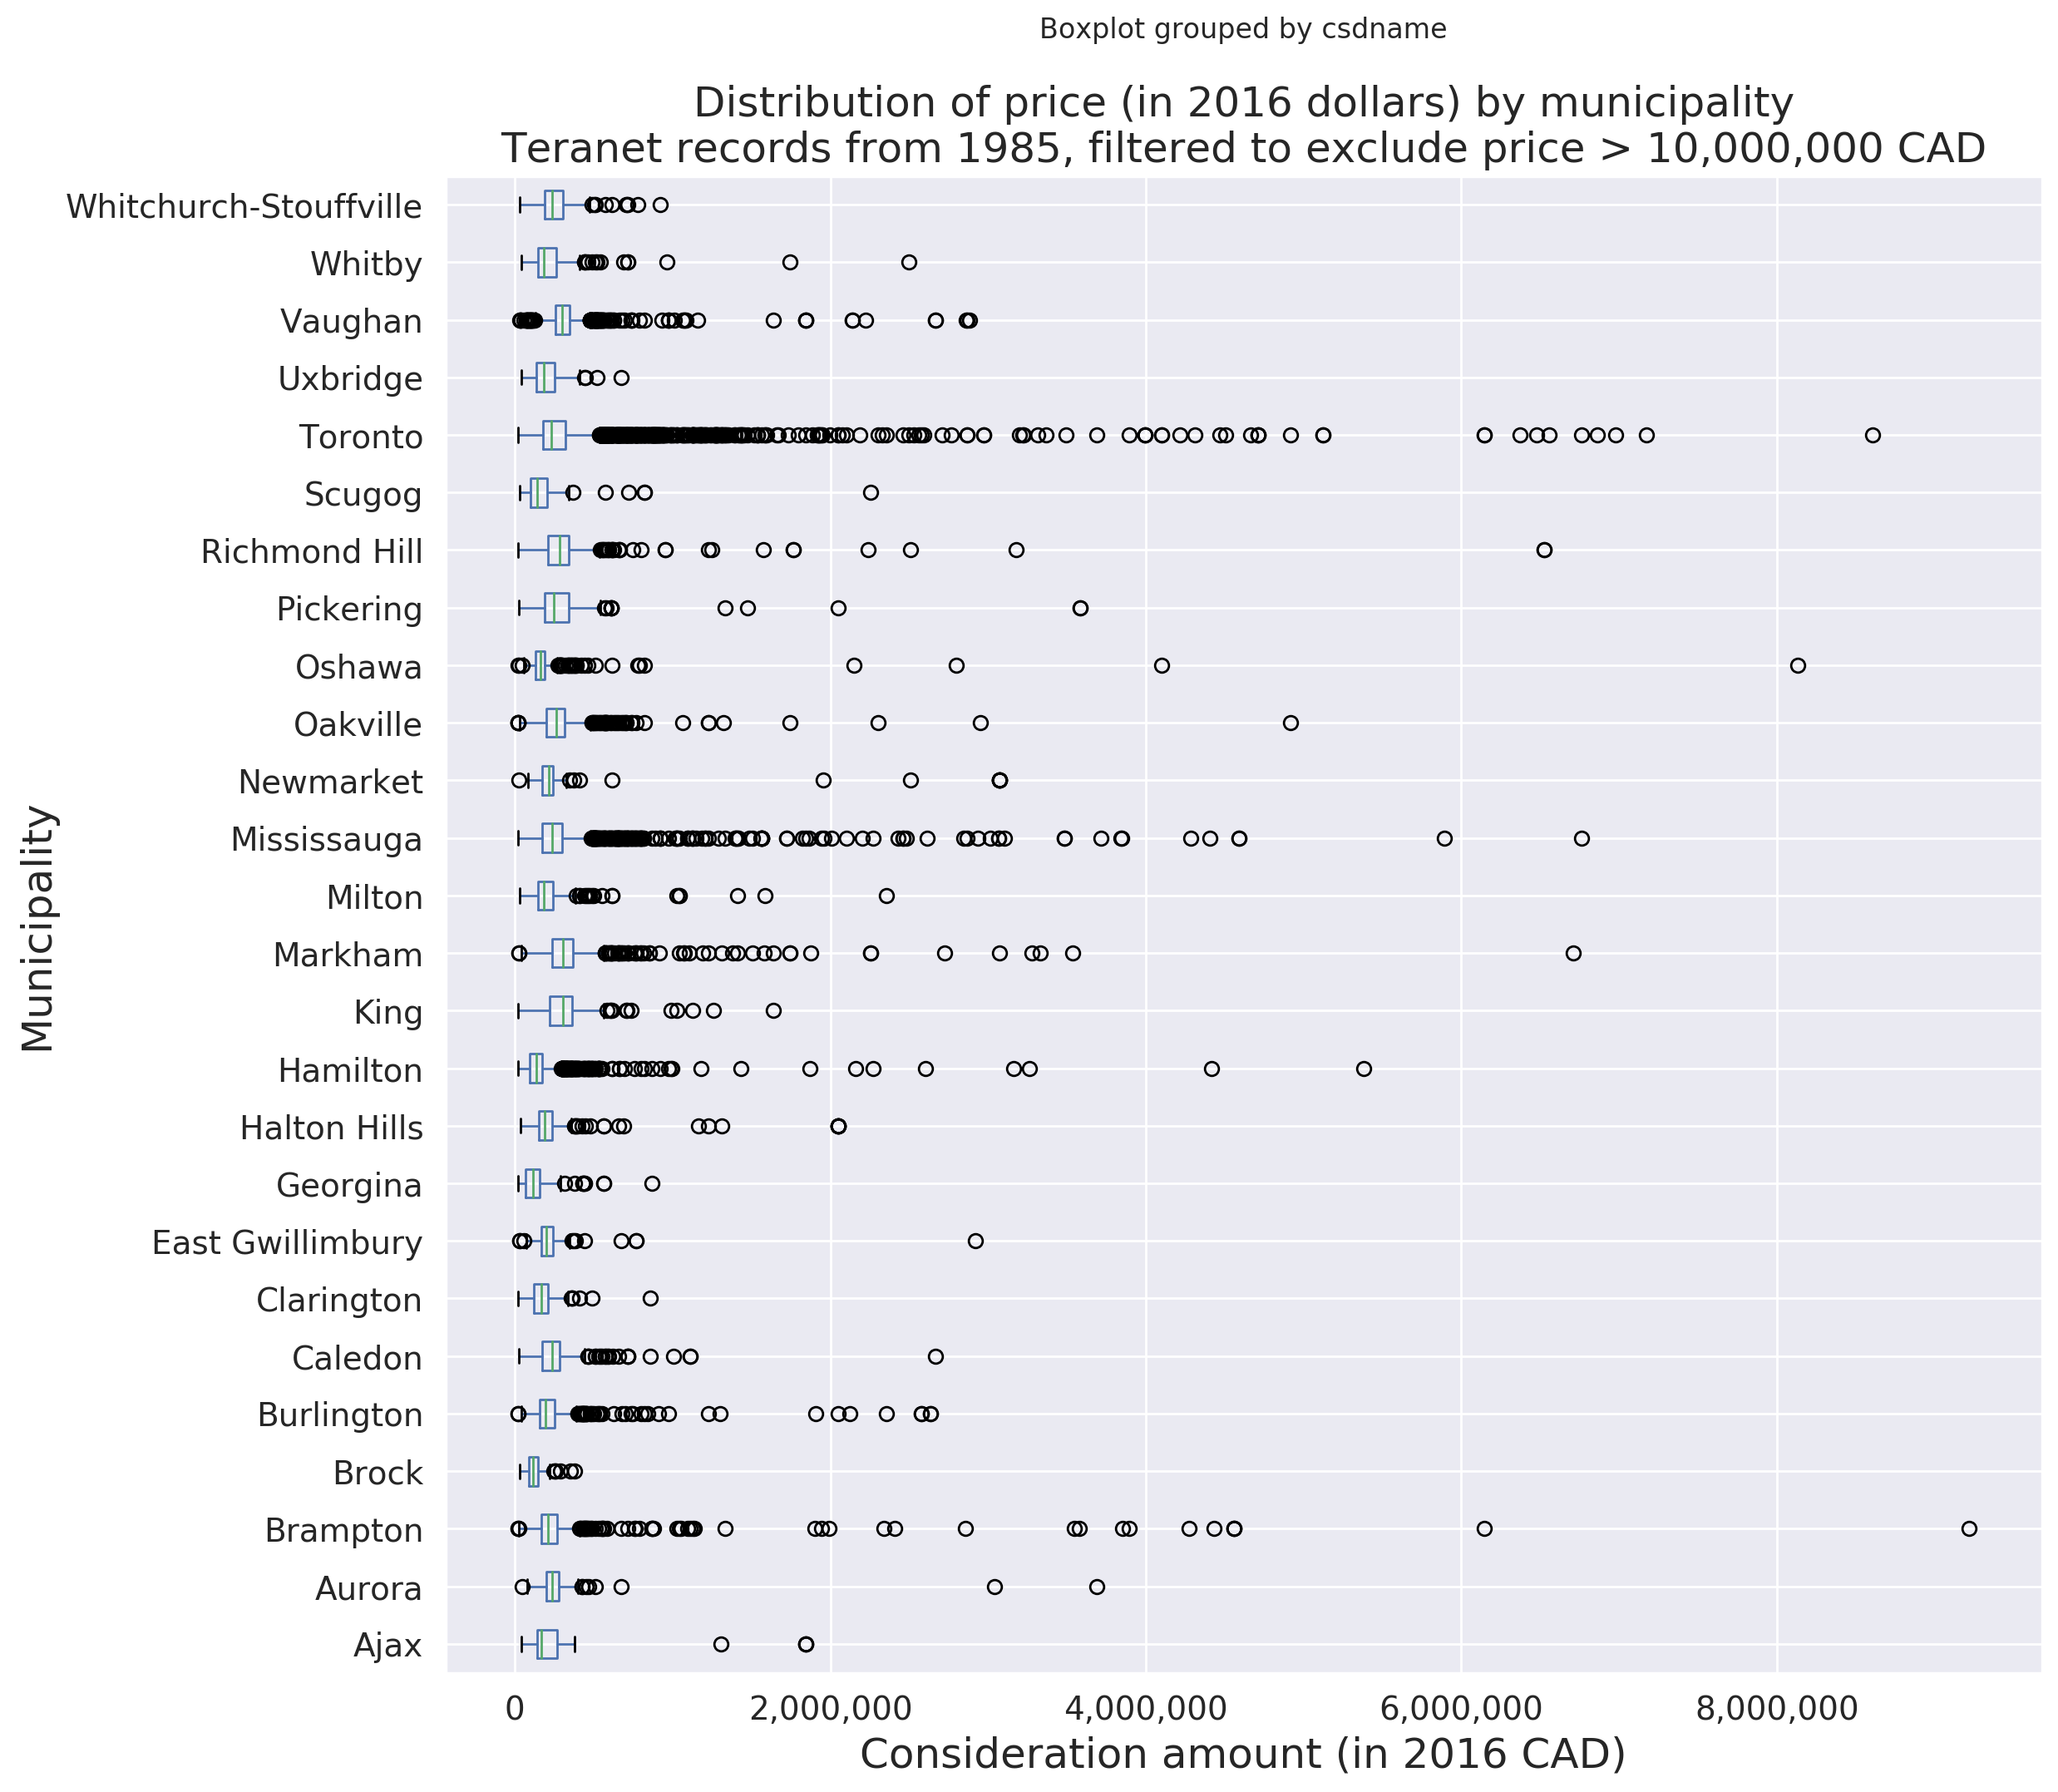 Boxplot grouped by csdname
Distribution of price (in 2016 dollars) by municipality
Teranet records from 1985, filtered to exclude price > 10,000,000 CAD
Whitchurch-Stouffville
Whitby
Vaughan
Uxbridge
Toronto
Scugog
Richmond Hill
Pickering
Oshawa
Oakville
Newmarket
Mississauga
Milton
Markham
King
Hamilton
Halton Hills
Georgina
East Gwillimbury
Clarington
Caledon
Burlington
Brock
Brampton
Aurora
Ajax
Municipality
0 2,000,000 4,000,000 6,000,000 8,000,000
Consideration amount (in 2016 CAD)